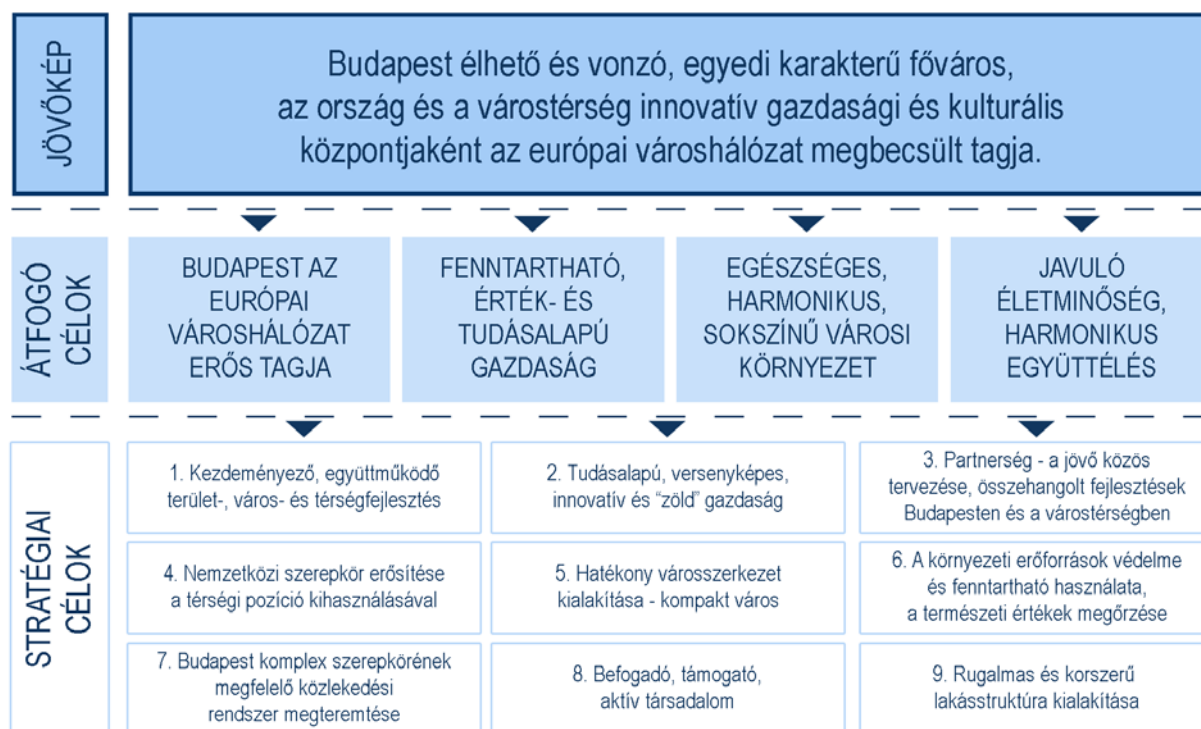 JÖVŐKÉP
Budapest élhető és vonzó, egyedi karakterű főváros,
az ország és a várostérség innovatív gazdasági és kulturális
központjaként az európai városhálózat megbecsült tagja.
ÁTFOGÓ
CÉLOK
BUDAPEST AZ
EURÓPAI
VÁROSHÁLÓZAT
ERŐS TAGJA
FENNTARTHATÓ,
ÉRTÉK- ÉS
TUDÁSALAPÚ
GAZDASÁG
EGÉSZSÉGES,
HARMONIKUS,
SOKSZÍNŰ VÁROSI
KÖRNYEZET
JAVULÓ
ÉLETMINŐSÉG,
HARMONIKUS
EGYÜTTÉLÉS
STRATÉGIAI
CÉLOK
1. Kezdeményező, együttműködő
terület-, város- és térségfejlesztés
2. Tudásalapú, versenyképes,
innovatív és “zöld” gazdaság
3. Partnerség - a jövő közös
tervezése, összehangolt fejlesztések
Budapesten és a várostérségben
4. Nemzetközi szerepkör erősítése
a térségi pozíció kihasználásával
5. Hatékony városszerkezet
kialakítása - kompakt város
6. A környezeti erőforrások védelme
és fenntartható használata,
a természeti értékek megőrzése
7. Budapest komplex szerepkörének
megfelelő közlekedési
rendszer megteremtése
8. Befogadó, támogató,
aktív társadalom
9. Rugalmas és korszerű
lakásstruktúra kialakítása